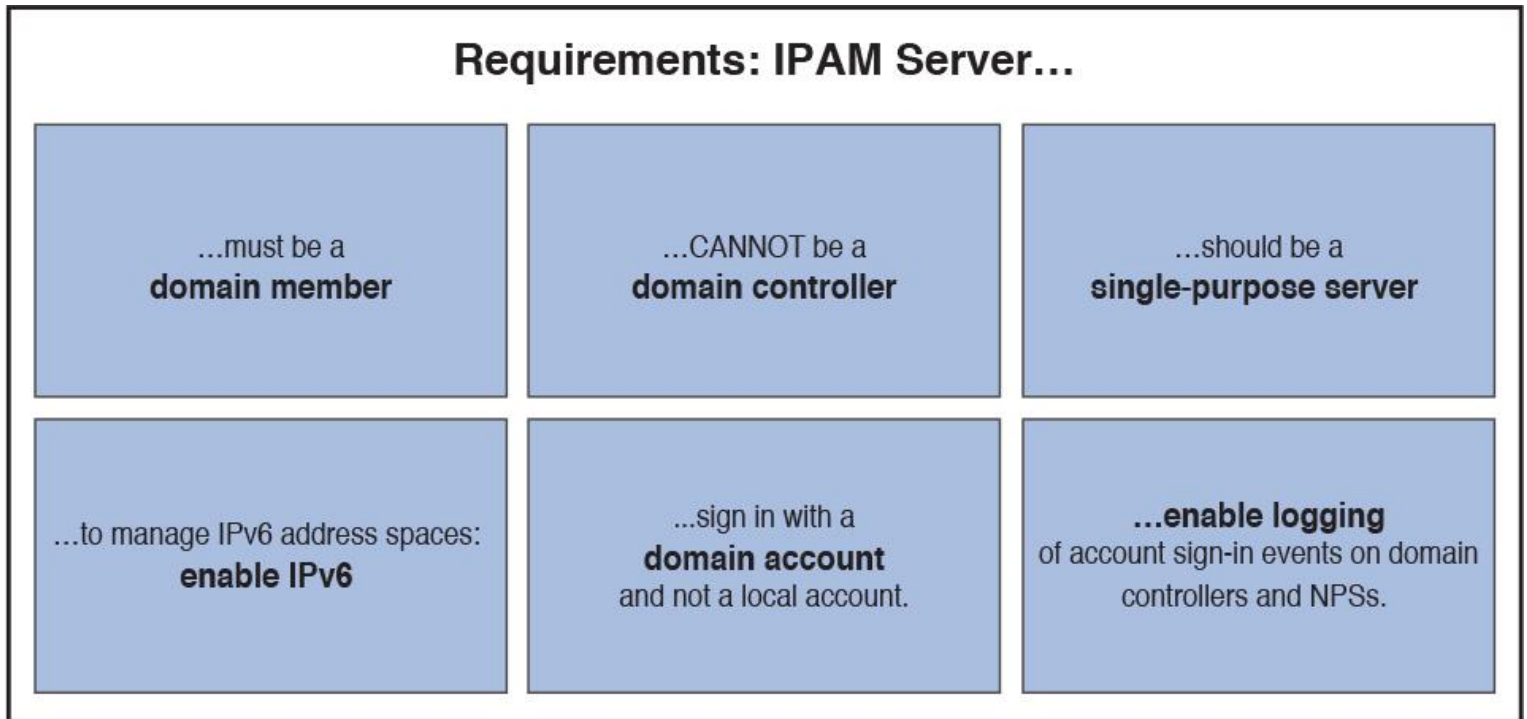 Requirements: IPAM Server…
…must be a
domain member
…CANNOT be a
domain controller
…should be a
single-purpose server
…to manage IPv6 address spaces:
enable IPv6
...sign in with a
domain account
and not a local account.
…enable logging
of account sign-in events on domain
controllers and NPSs.